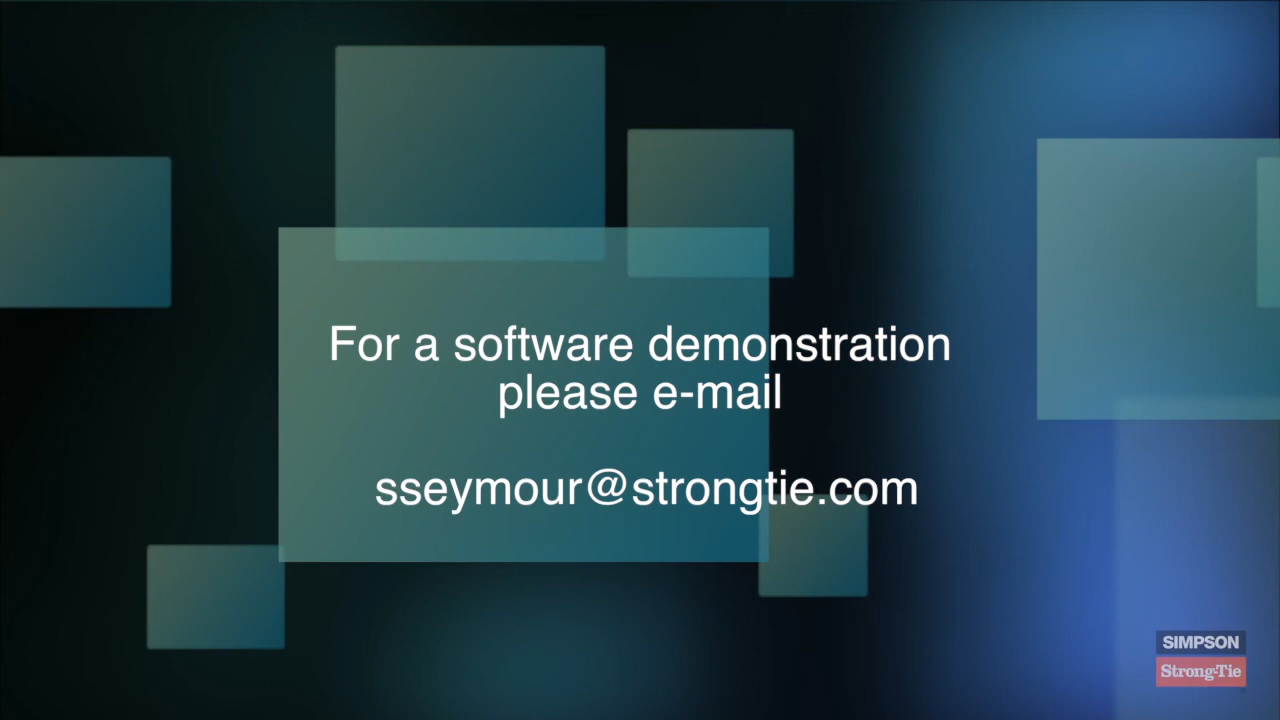 For a software demonstration
please e-mail
sseymour@strongtie.com
SIMPSON
Strong-Tie